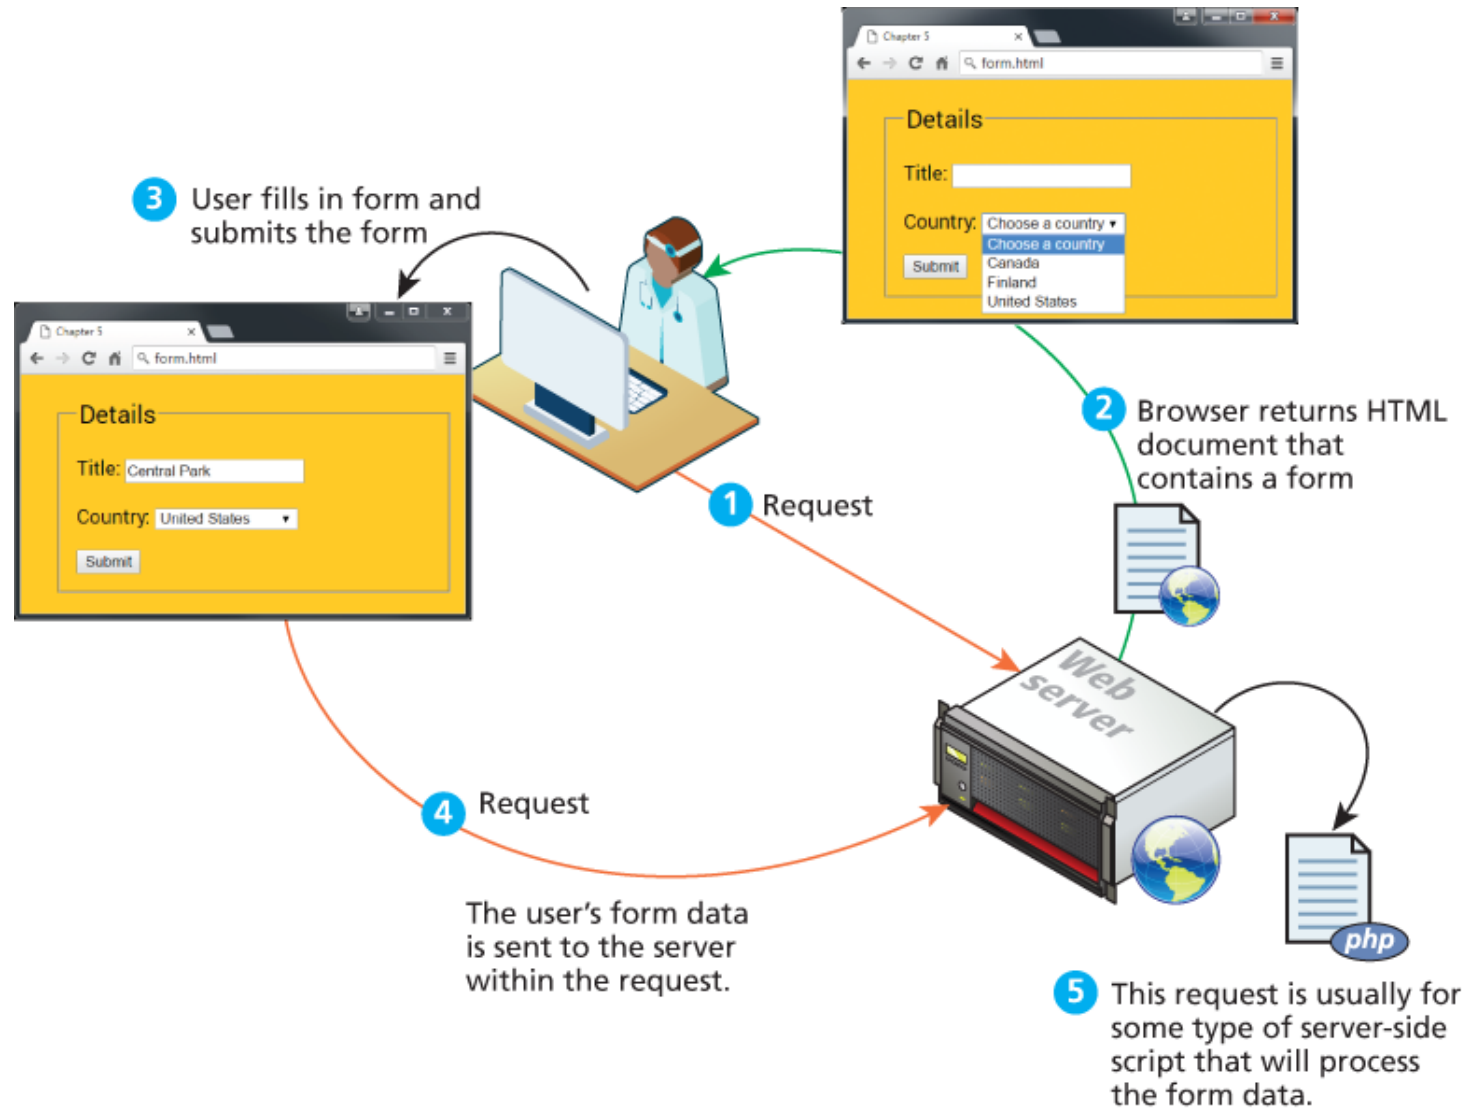 Chapter 5
form.html
Details
Title:
Country: Choose a country
Choose a country
Canada
Finland
United States
Submit
3 User fills in form and
submits the form
Chapter 5
form.html
Details
Title: Central Park
Country: United States
Submit
1 Request
2 Browser returns HTML
document that
contains a form
Web
server
4 Request
The user’s form data
is sent to the server
within the request.
php
5 This request is usually for
some type of server-side
script that will process
the form data.